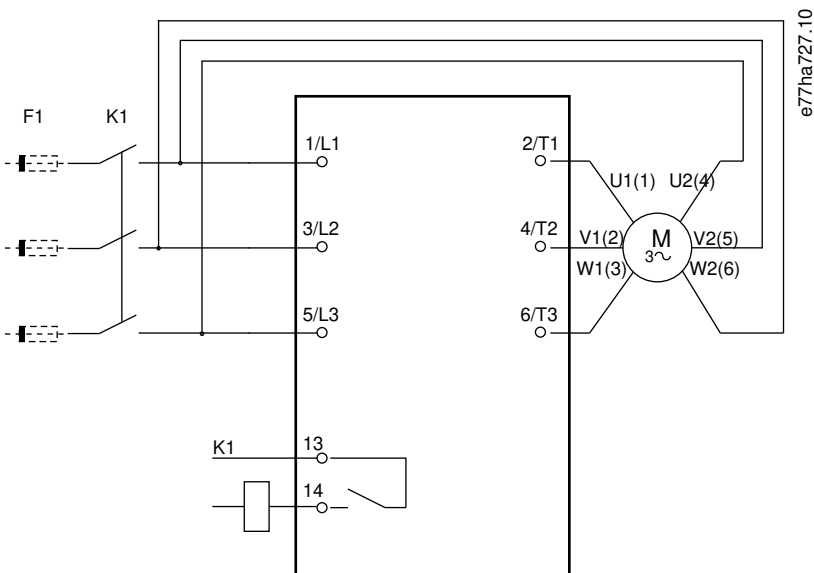 e77ha727.10
F1
K1
1/L1
2/T1
U1(1)
U2(4)
3/L2
4/T2
V1(2)
M
3~
V2(5)
W1(3)
W2(6)
5/L3
6/T3
K1
13
14